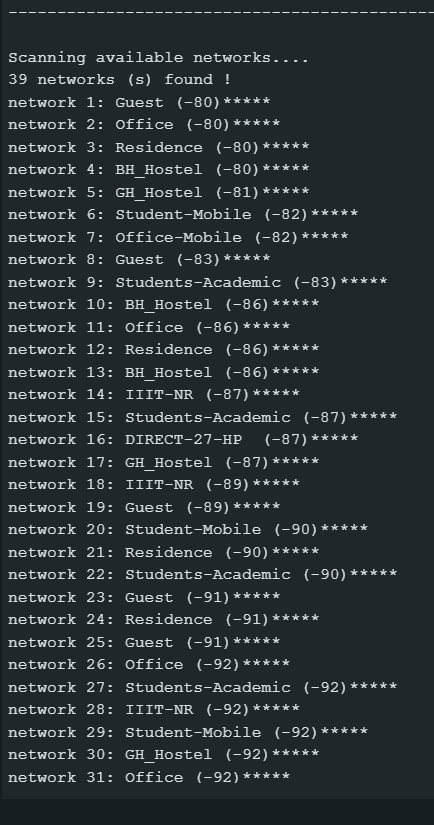 --------------------------------------------
Scanning available networks....
39 networks (s) found !
network 1: Guest (-80)*****
network 2: Office (-80)*****
network 3: Residence (-80)*****
network 4: BH_Hostel (-80)*****
network 5: GH_Hostel (-81)*****
network 6: Student-Mobile (-82)*****
network 7: Office-Mobile (-82)*****
network 8: Guest (-83)*****
network 9: Students-Academic (-83)*****
network 10: BH_Hostel (-86)*****
network 11: Office (-86)*****
network 12: Residence (-86)*****
network 13: BH_Hostel (-86)*****
network 14: IIIT-NR (-87)*****
network 15: Students-Academic (-87)*****
network 16: DIRECT-27-HP  (-87)*****
network 17: GH_Hostel (-87)*****
network 18: IIIT-NR (-89)*****
network 19: Guest (-89)*****
network 20: Student-Mobile (-90)*****
network 21: Residence (-90)*****
network 22: Students-Academic (-90)*****
network 23: Guest (-91)*****
network 24: Residence (-91)*****
network 25: Guest (-91)*****
network 26: Office (-92)*****
network 27: Students-Academic (-92)*****
network 28: IIIT-NR (-92)*****
network 29: Student-Mobile (-92)*****
network 30: GH_Hostel (-92)*****
network 31: Office (-92)*****